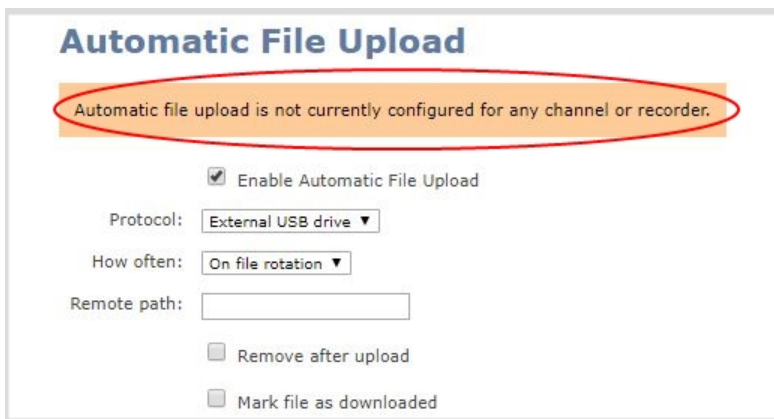 Automatic File Upload
Automatic file upload is not currently configured for any channel or recorder.
Enable Automatic File Upload
Protocol: External USB drive
How often: On file rotation
Remote path:
Remove after upload
Mark file as downloaded